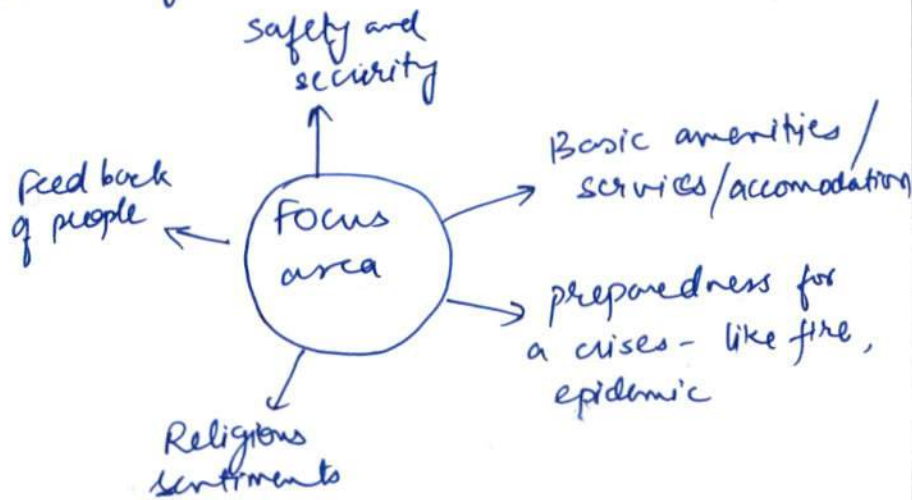 safety and
security
Basic amenities/
services/accomodation
Feed back
of people
Focus
area
preparedness for
a crises - like fire,
epidemic
Religious
sentiments